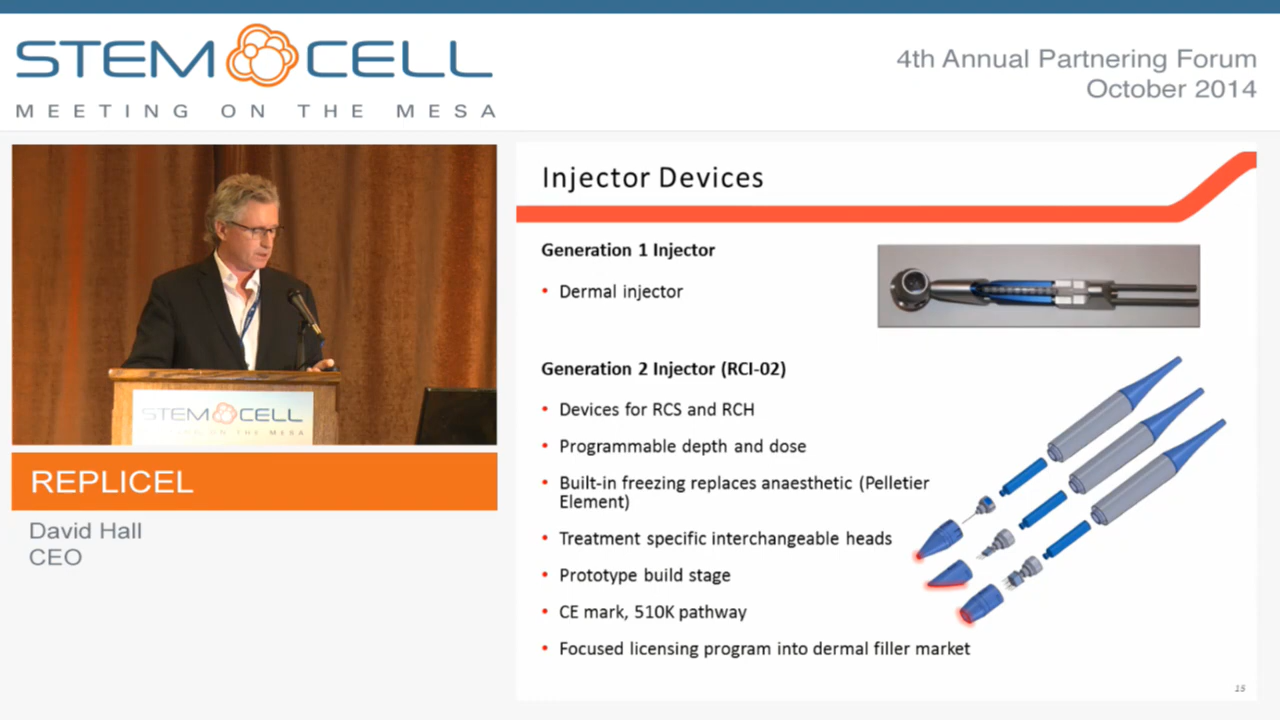 STEM CELL
MEETING ON THE MESA
4th Annual Partnering Forum
October 2014
STEM CELL
ON THE MESA
REPLICEL
David Hall
CEO
Injector Devices
Generation 1 Injector
• Dermal injector
Generation 2 Injector (RCI-02)
• Devices for RCS and RCH
• Programmable depth and dose
• Built-in freezing replaces anaesthetic (Pelletier
Element)
• Treatment specific interchangeable heads
• Prototype build stage
• CE mark, 510K pathway
• Focused licensing program into dermal filler market
15